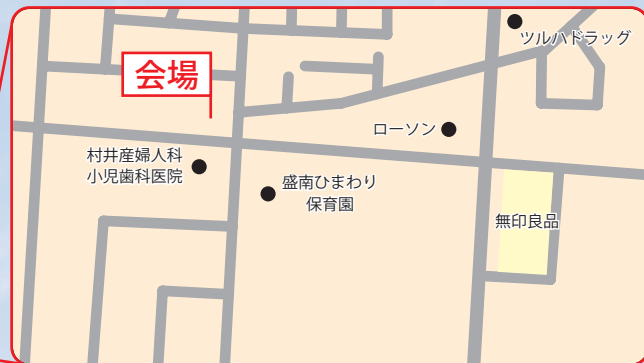 ツルハドラッグ
会場
ローソン
村井産婦人科
小児歯科医院
盛南ひまわり
保育園
無印良品